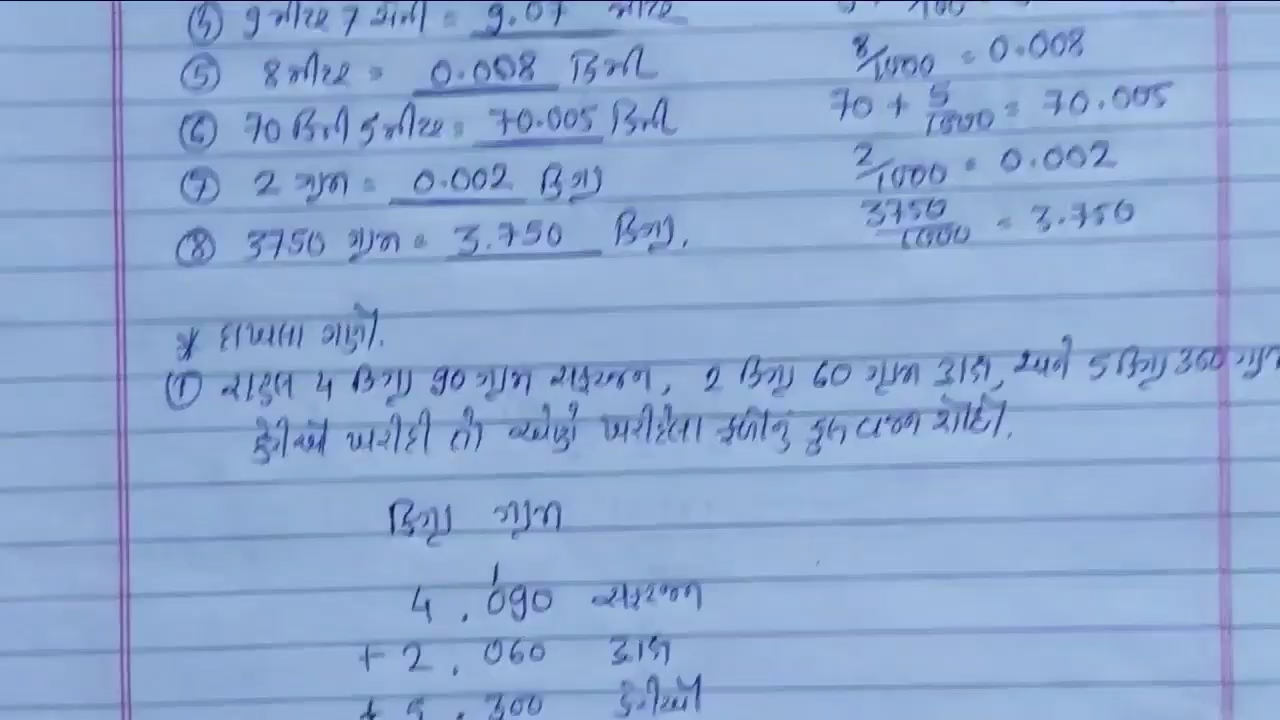 (4) 9 મીટર 7 સેમી = 9.07 મીટર
(5) 8 મીટર = 0.008 કિમી 8/1000 = 0.008
(6) 70 કિમી 5 મીટર = 70.005 કિમી 70 + 5/1000 = 70.005
(7) 2 ગ્રામ = 0.002 કિગ્રા 2/1000 = 0.002
(8) 3750 ગ્રામ = 3.750 કિગ્રા. 3750/1000 = 3.750
* દાખલા ગણો.
(1) 4 કિગ્રા 90 ગ્રામ સફરજન, 2 કિગ્રા 60 ગ્રામ દ્રાક્ષ, અને 5 કિગ્રા 300 ગ્રામ
કેરીઓ ખરીદી તો એણે ખરીદેલા ફળોનું કુલ વજન શોધો.
કિગ્રા ગ્રામ
1
4 . 090 સફરજન
+ 2 . 060 દ્રાક્ષ
+ 5 . 300 કેરીઓ